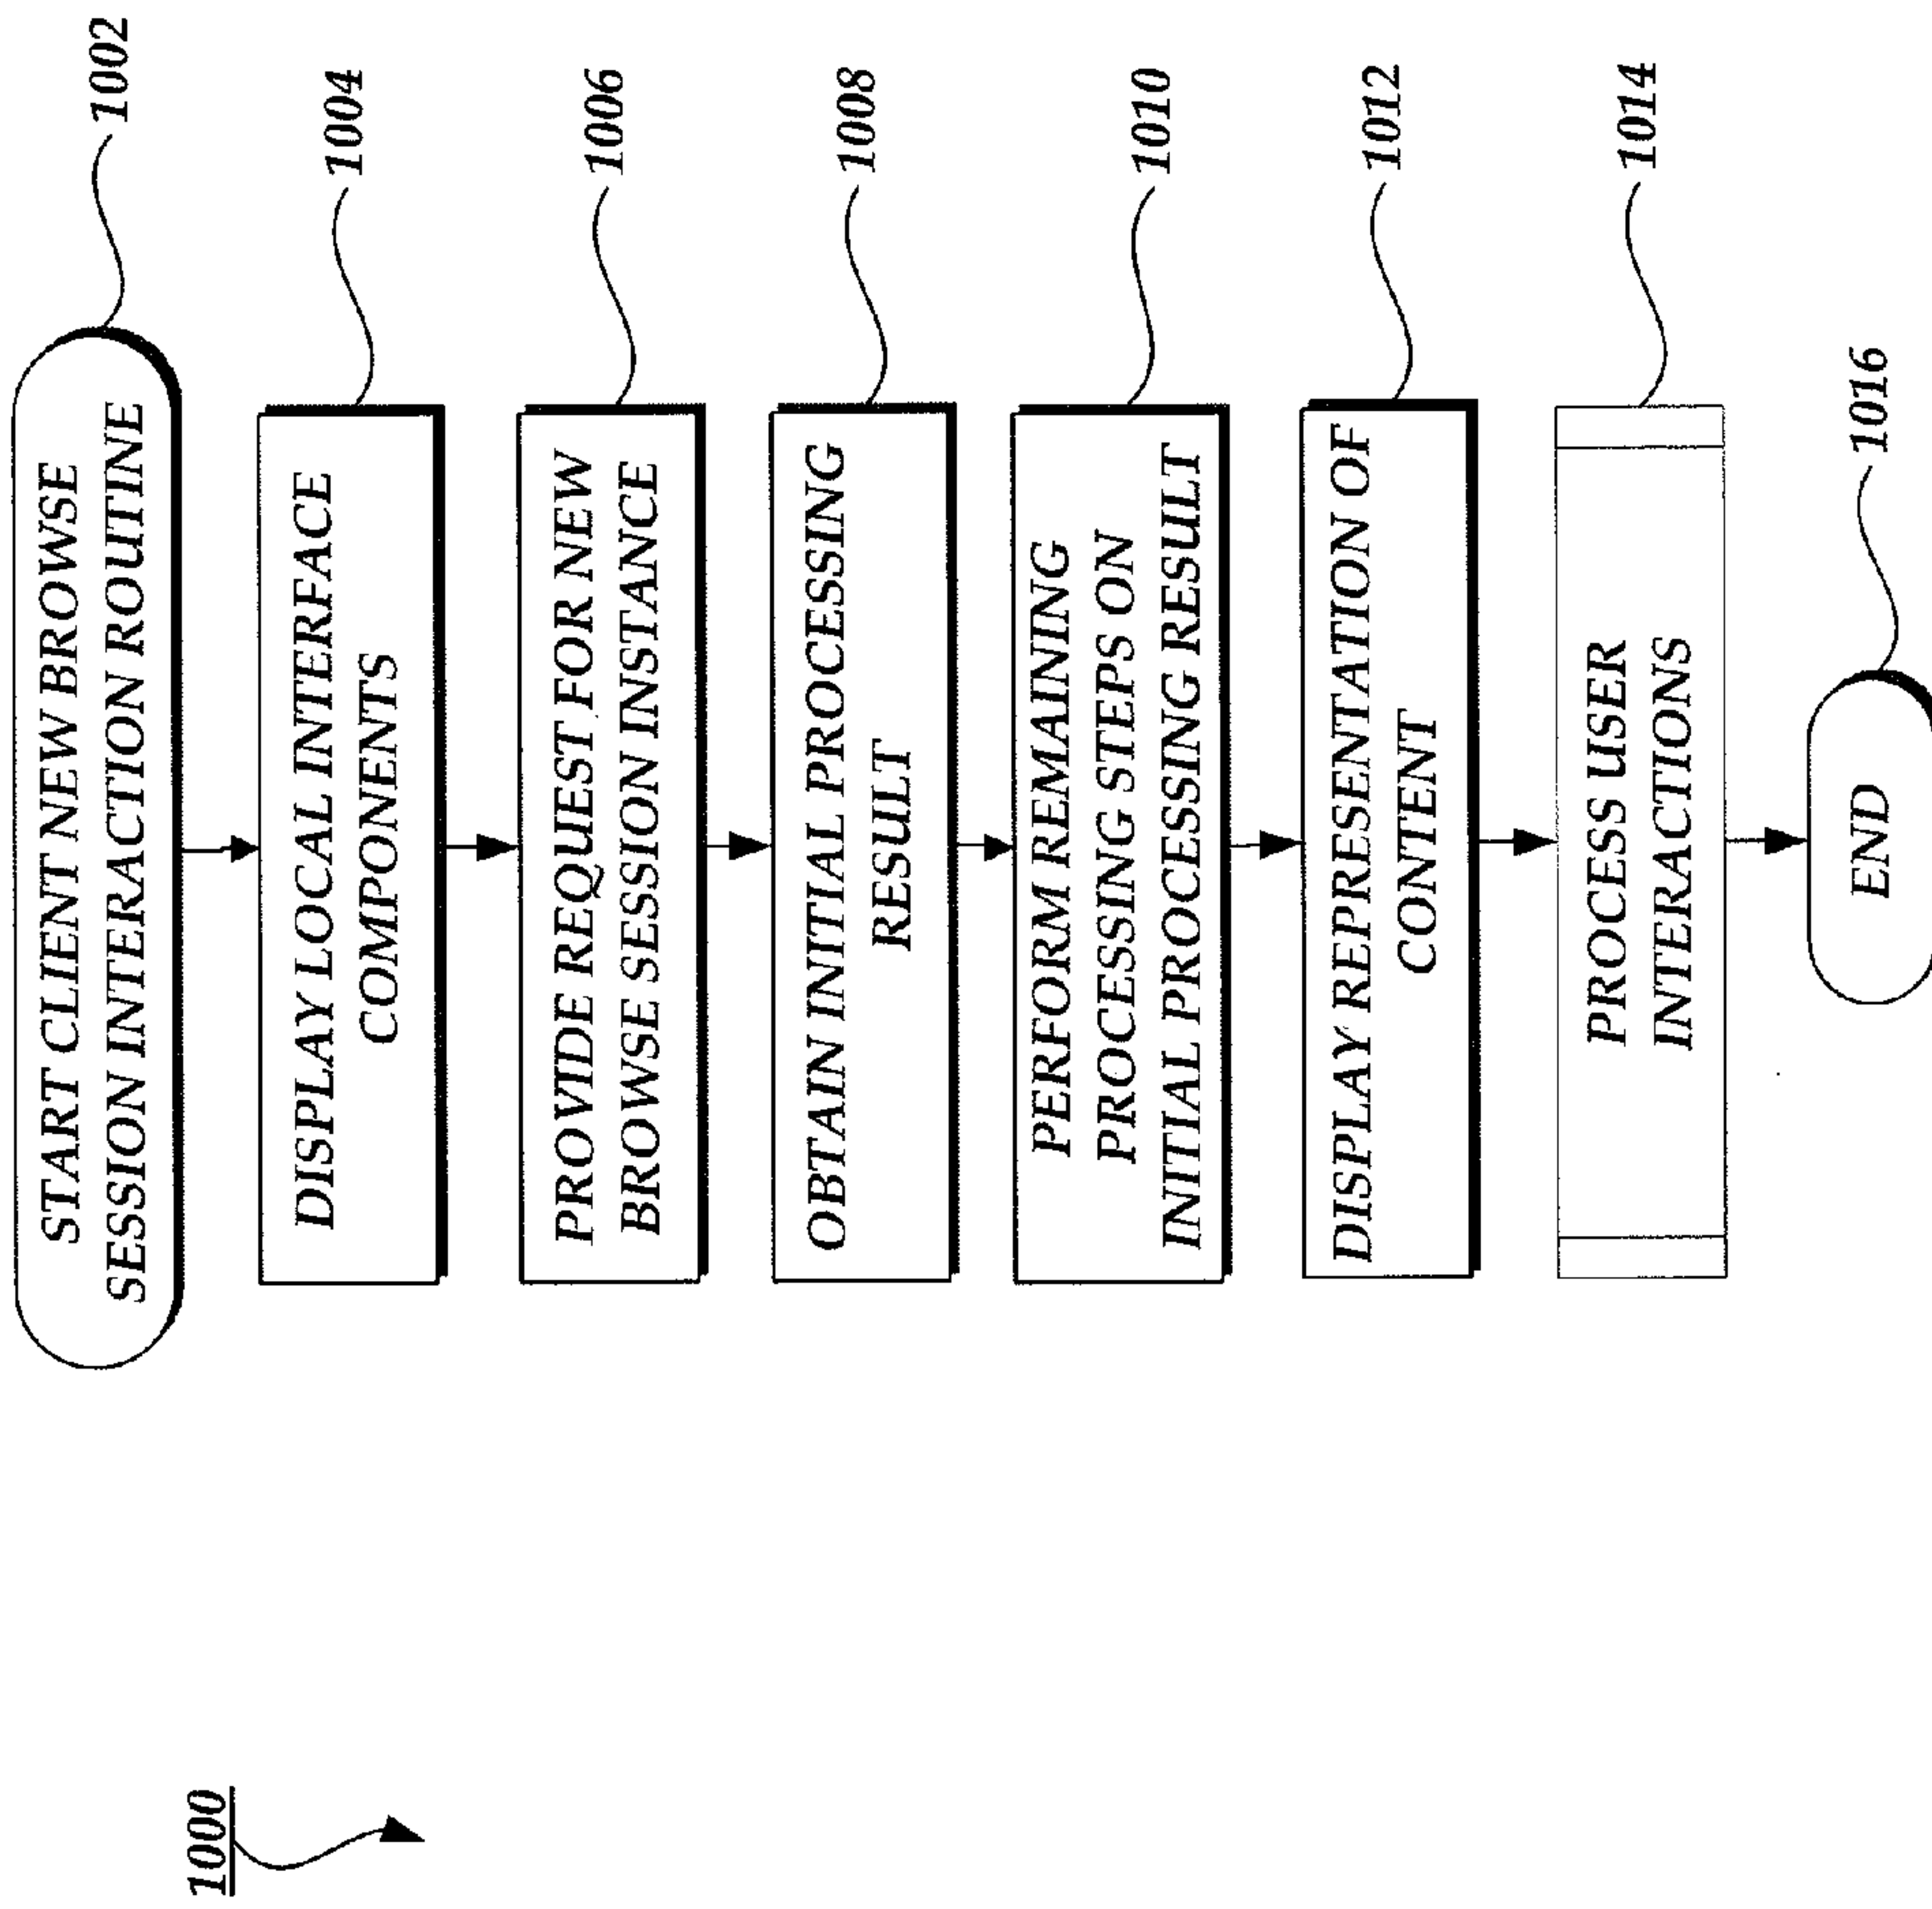 1000
START CLIENT NEW BROWSE
SESSION INTERACTION ROUTINE
1002
DISPLAY LOCAL INTERFACE
COMPONENTS
1004
PROVIDE REQUEST FOR NEW
BROWSE SESSION INSTANCE
1006
OBTAIN INITIAL PROCESSING
RESULT
1008
PERFORM REMAINING
PROCESSING STEPS ON
INITIAL PROCESSING RESULT
1010
DISPLAY REPRESENTATION OF
CONTENT
1012
PROCESS USER
INTERACTIONS
1014
END
1016